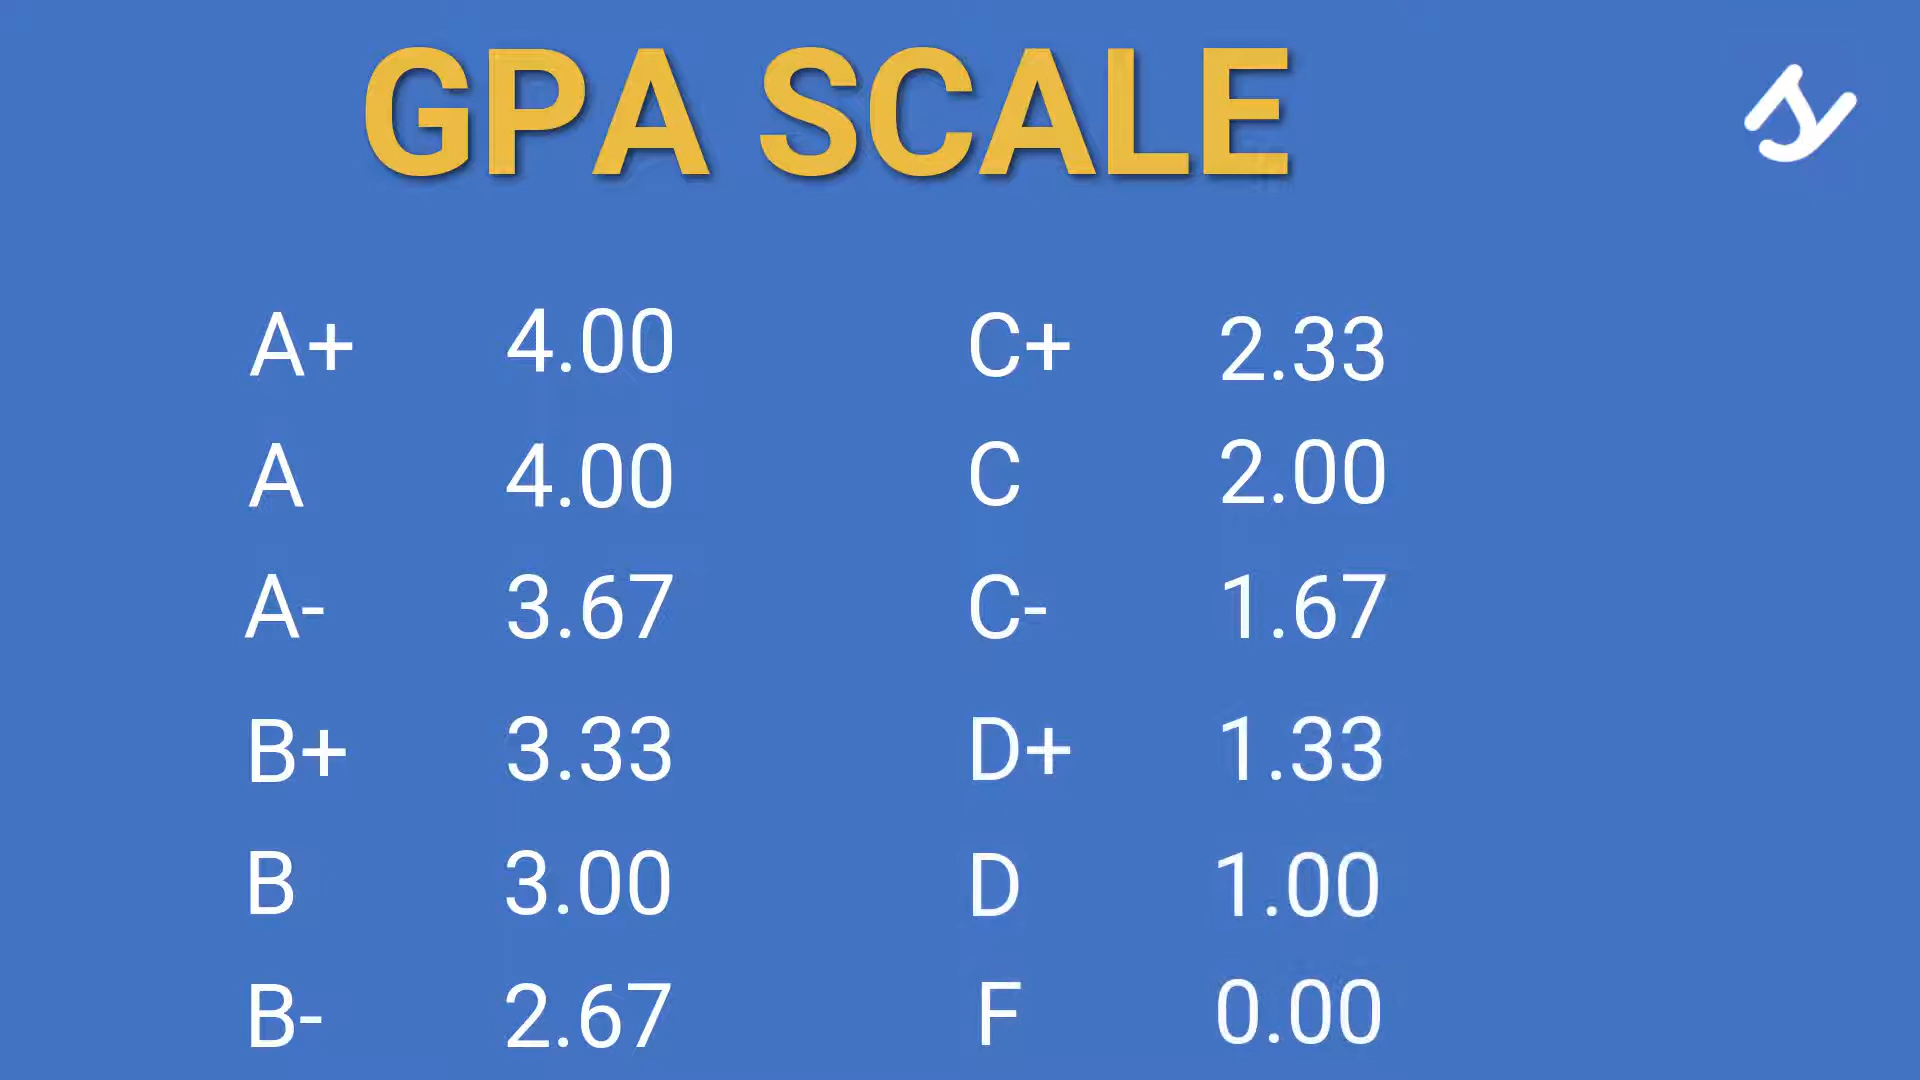 GPA SCALE
A+ 4.00 C+ 2.33
A 4.00 C 2.00
A- 3.67 C- 1.67
B+ 3.33 D+ 1.33
B 3.00 D 1.00
B- 2.67 F 0.00